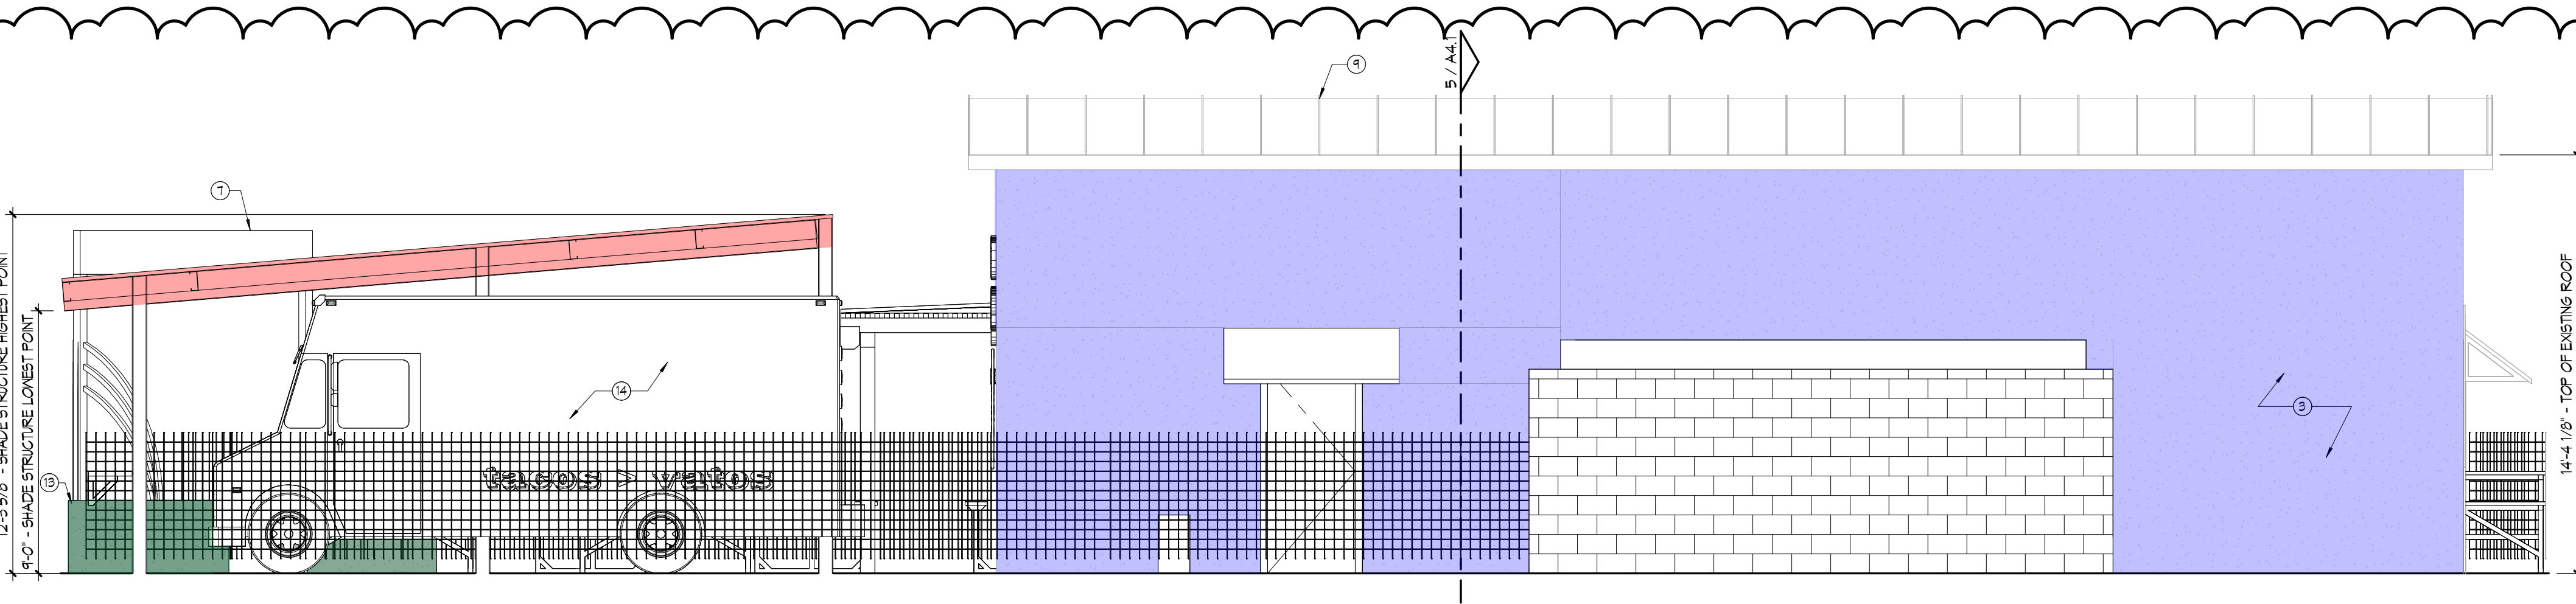 5 / A4.1
9
7
12-3 3/8" - SHADE STRUCTURE HIGHEST POINT
9-0" - SHADE STRUCTURE LOWEST POINT
14-4 1/8" - TOP OF EXISTING ROOF
14
3
tacos > vatos
13